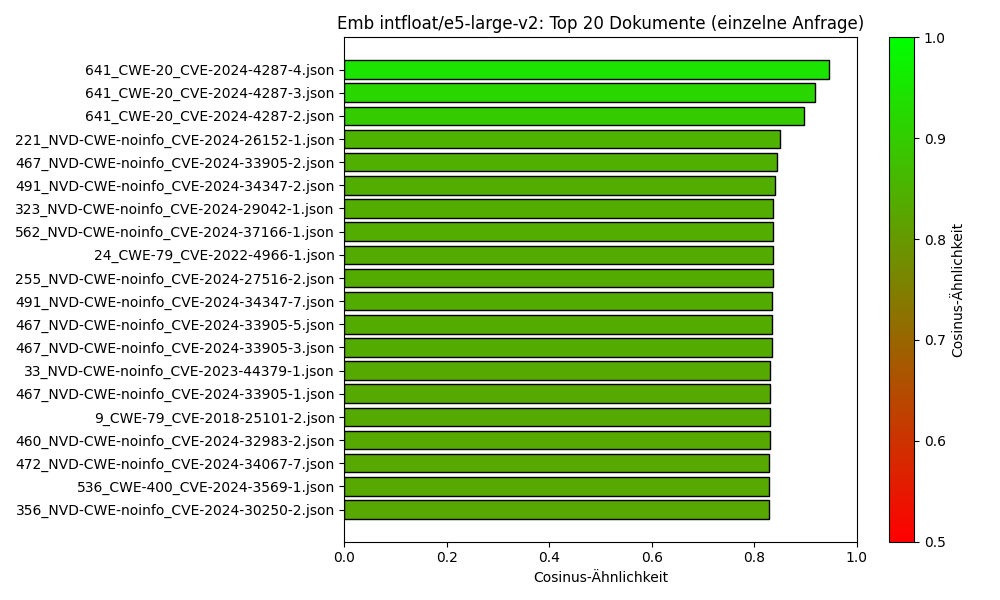 Emb intfloat/e5-large-v2: Top 20 Dokumente (einzelne Anfrage)
641_CWE-20_CVE-2024-4287-4.json
641_CWE-20_CVE-2024-4287-3.json
641_CWE-20_CVE-2024-4287-2.json
221_NVD-CWE-noinfo_CVE-2024-26152-1.json
467_NVD-CWE-noinfo_CVE-2024-33905-2.json
491_NVD-CWE-noinfo_CVE-2024-34347-2.json
323_NVD-CWE-noinfo_CVE-2024-29042-1.json
562_NVD-CWE-noinfo_CVE-2024-37166-1.json
24_CWE-79_CVE-2022-4966-1.json
255_NVD-CWE-noinfo_CVE-2024-27516-2.json
491_NVD-CWE-noinfo_CVE-2024-34347-7.json
467_NVD-CWE-noinfo_CVE-2024-33905-5.json
467_NVD-CWE-noinfo_CVE-2024-33905-3.json
33_NVD-CWE-noinfo_CVE-2023-44379-1.json
467_NVD-CWE-noinfo_CVE-2024-33905-1.json
9_CWE-79_CVE-2018-25101-2.json
460_NVD-CWE-noinfo_CVE-2024-32983-2.json
472_NVD-CWE-noinfo_CVE-2024-34067-7.json
536_CWE-400_CVE-2024-3569-1.json
356_NVD-CWE-noinfo_CVE-2024-30250-2.json
0.0 0.2 0.4 0.6 0.8 1.0
Cosinus-Ähnlichkeit
1.0
0.9
0.8
0.7
0.6
0.5
Cosinus-Ähnlichkeit